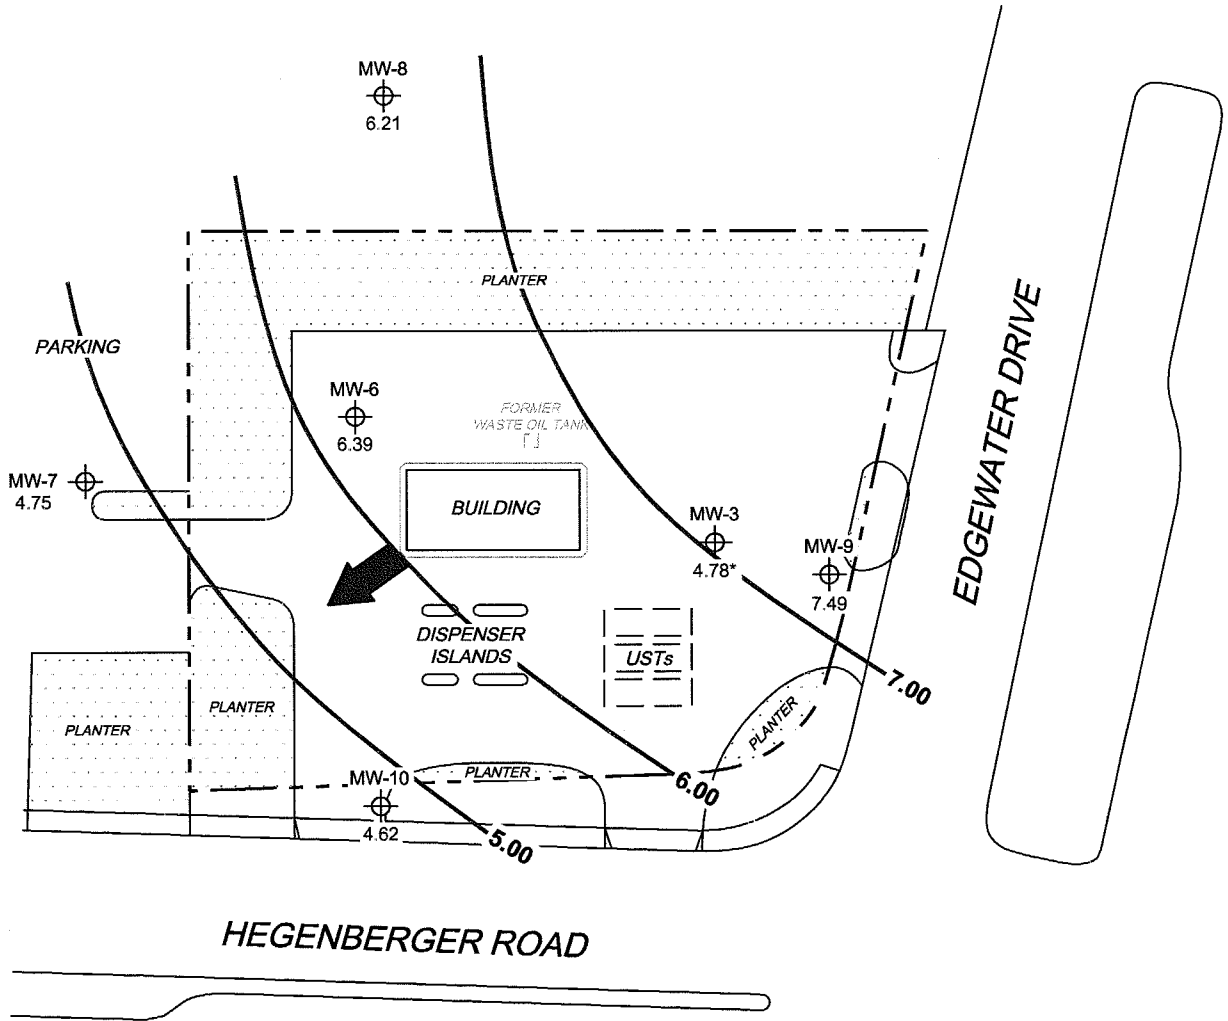 MW-8
6.21
PLANTER
PARKING
MW-6
6.39
FORMER
WASTE OIL TANK
MW-7
4.75
BUILDING
MW-3
4.78*
MW-9
7.49
EDGEWATER DRIVE
DISPENSER
ISLANDS
USTs
7.00
PLANTER
PLANTER
PLANTER
MW-10
4.62
PLANTER
6.00
5.00
HEGENBERGER ROAD